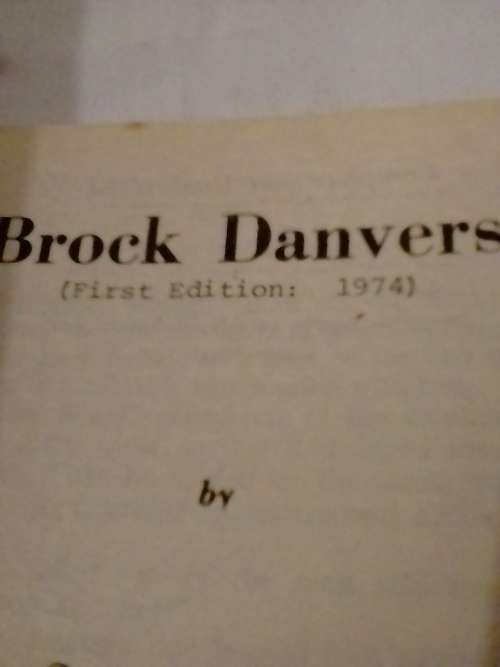 Brock Danvers
(First Edition: 1974)
by